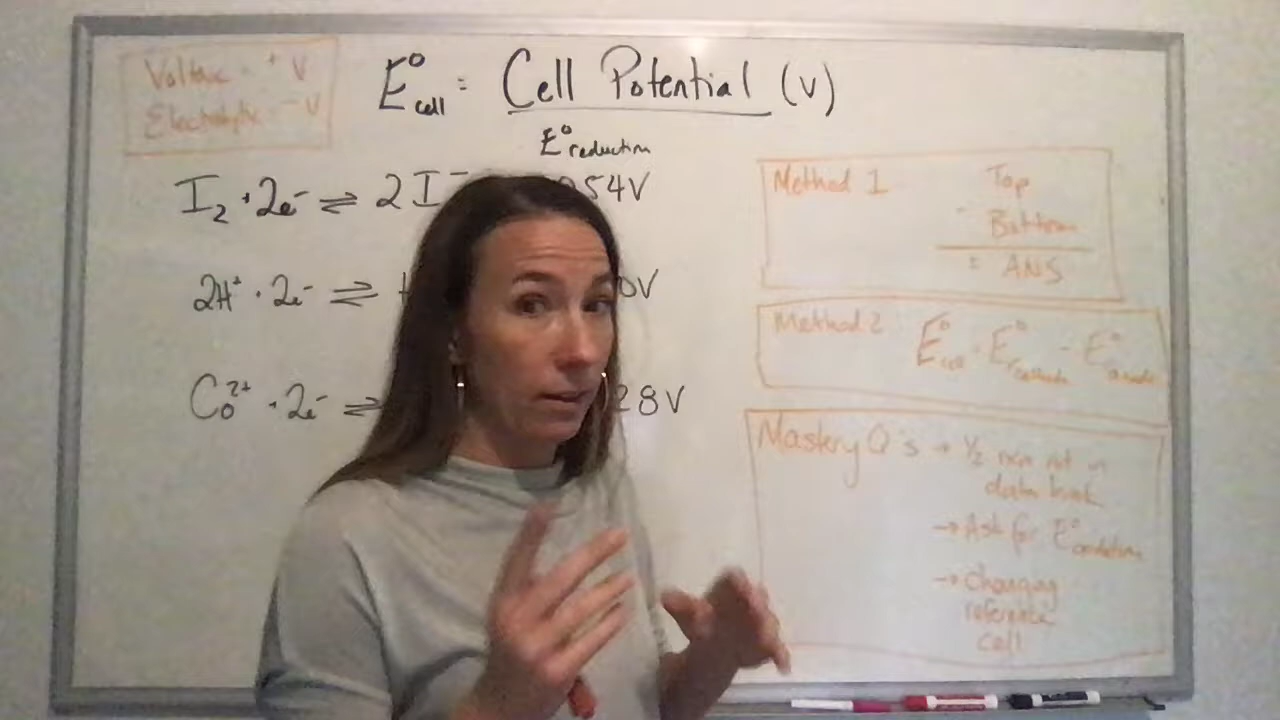 Voltaic - + V
Electrolytic - - V
E°cell = Cell Potential (V)
E°reduction
I₂ + 2e⁻ ⇌ 2I⁻ 0.54V
2H⁺ + 2e⁻ ⇌ 0V
Co²⁺ + 2e⁻ ⇌ 28V
Method 1
Top
- Bottom
= ANS
Method 2 E°cell = E°cathode - E°anode
Mastery Q's → 1/2 rxn not in
data book
→ Ask for E°oxidation
→ Changing
reference
cell